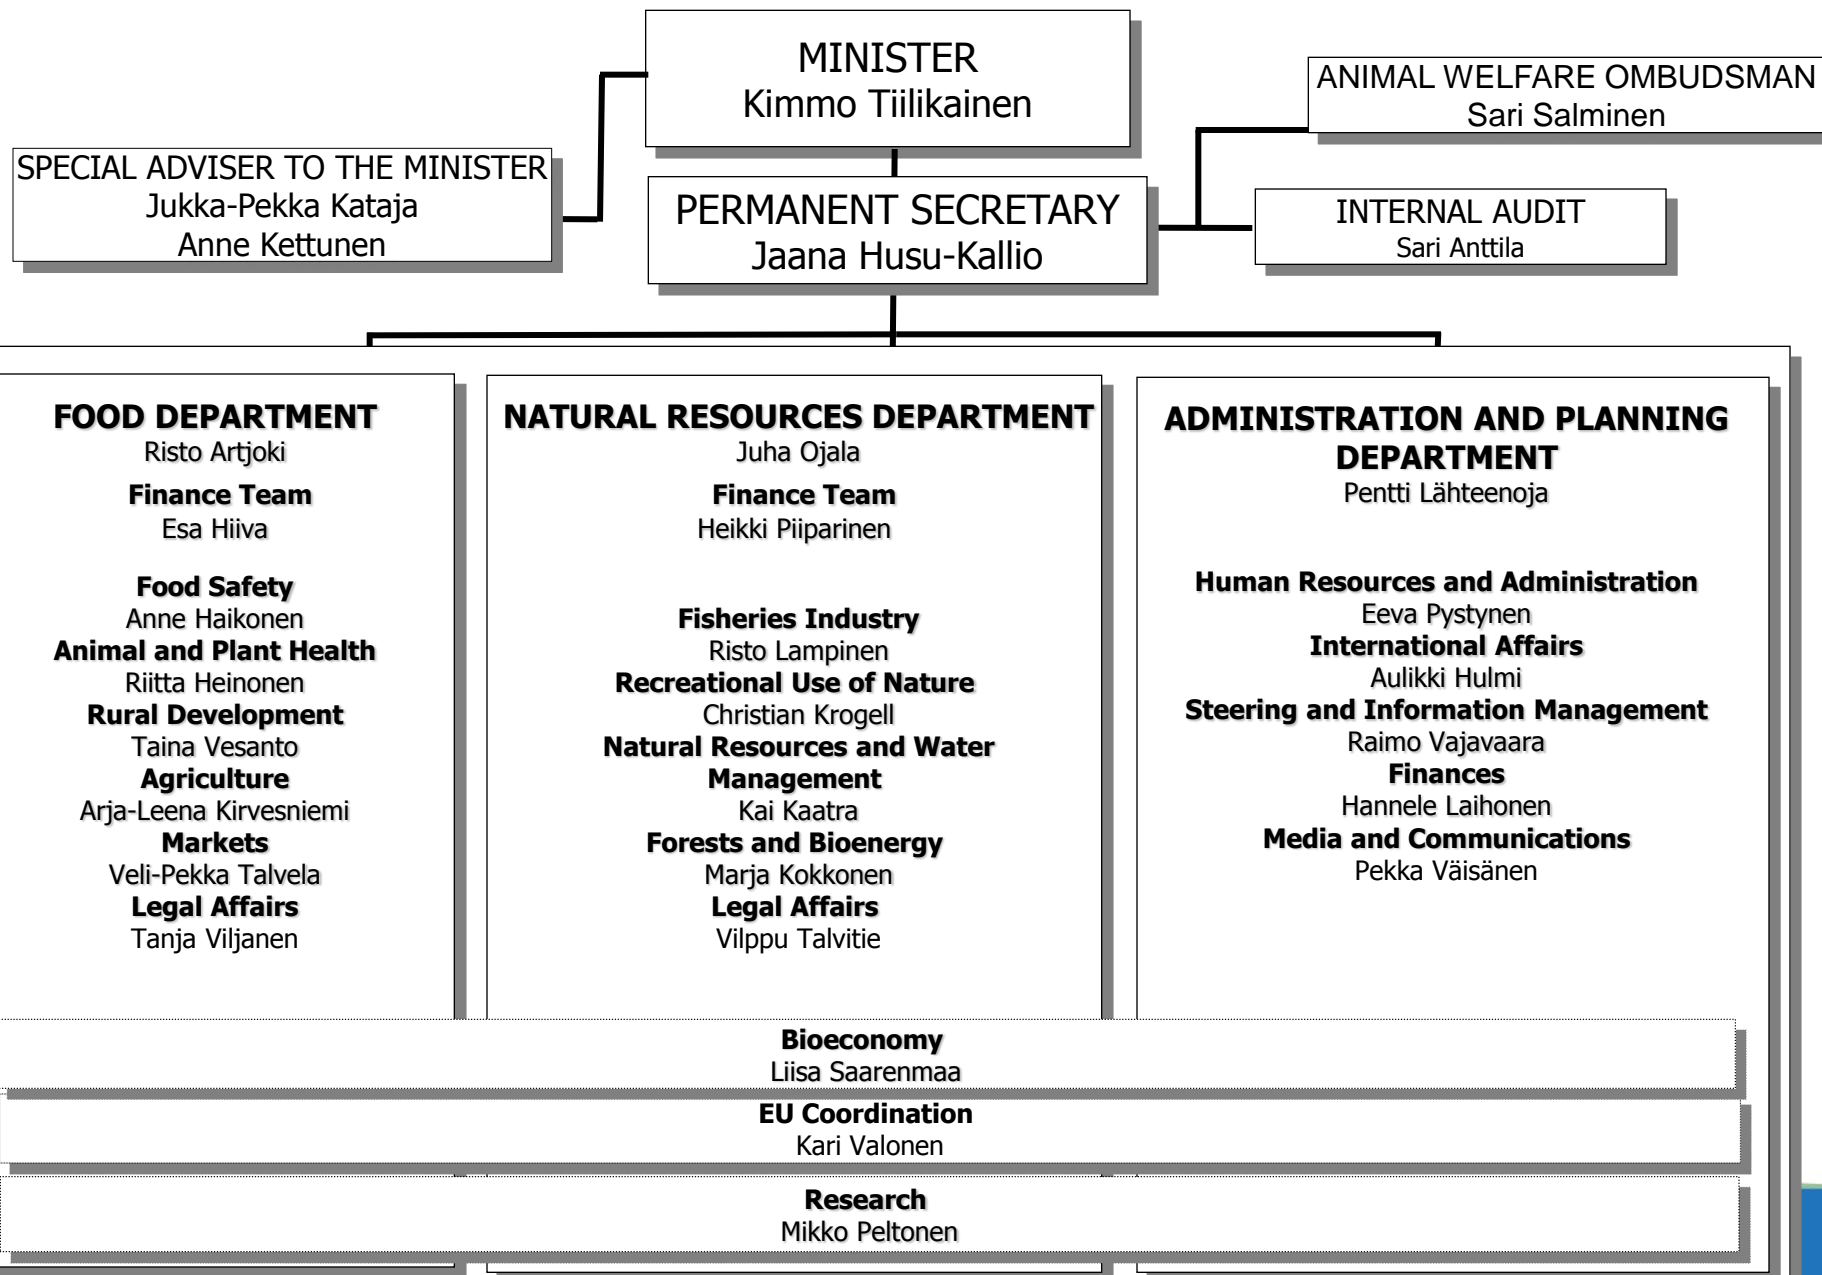 MINISTER
Kimmo Tiilikainen
ANIMAL WELFARE OMBUDSMAN
Sari Salminen
SPECIAL ADVISER TO THE MINISTER
Jukka-Pekka Kataja
Anne Kettunen
PERMANENT SECRETARY
Jaana Husu-Kallio
INTERNAL AUDIT
Sari Anttila
FOOD DEPARTMENT
Risto Artjoki
Finance Team
Esa Hiiva
Food Safety
Anne Haikonen
Animal and Plant Health
Riitta Heinonen
Rural Development
Taina Vesanto
Agriculture
Arja-Leena Kirvesniemi
Markets
Veli-Pekka Talvela
Legal Affairs
Tanja Viljanen
NATURAL RESOURCES DEPARTMENT
Juha Ojala
Finance Team
Heikki Piiparinen
Fisheries Industry
Risto Lampinen
Recreational Use of Nature
Christian Krogell
Natural Resources and Water
Management
Kai Kaatra
Forests and Bioenergy
Marja Kokkonen
Legal Affairs
Vilppu Talvitie
ADMINISTRATION AND PLANNING
DEPARTMENT
Pentti Lähteenoja
Human Resources and Administration
Eeva Pystynen
International Affairs
Aulikki Hulmi
Steering and Information Management
Raimo Vajavaara
Finances
Hannele Laihonen
Media and Communications
Pekka Väisänen
Bioeconomy
Liisa Saarenmaa
EU Coordination
Kari Valonen
Research
Mikko Peltonen